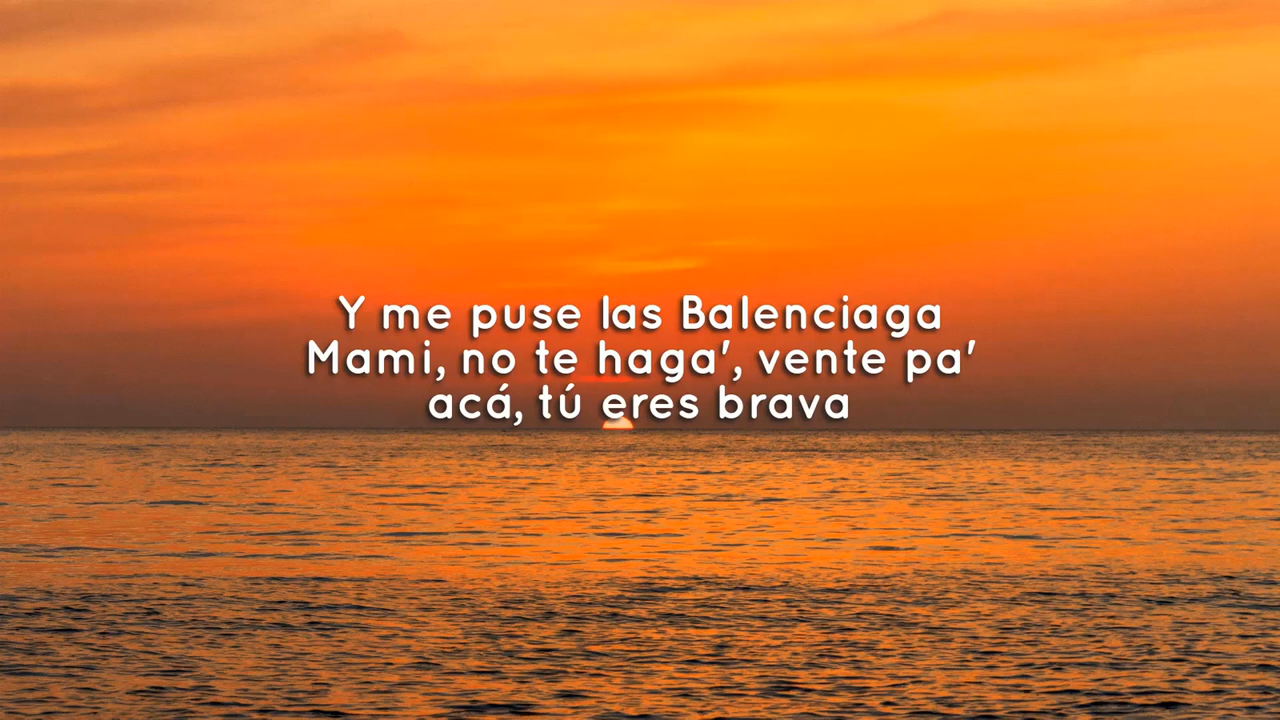 Y me puse las Balenciaga
Mami, no te haga', vente pa'
acá, tú eres brava